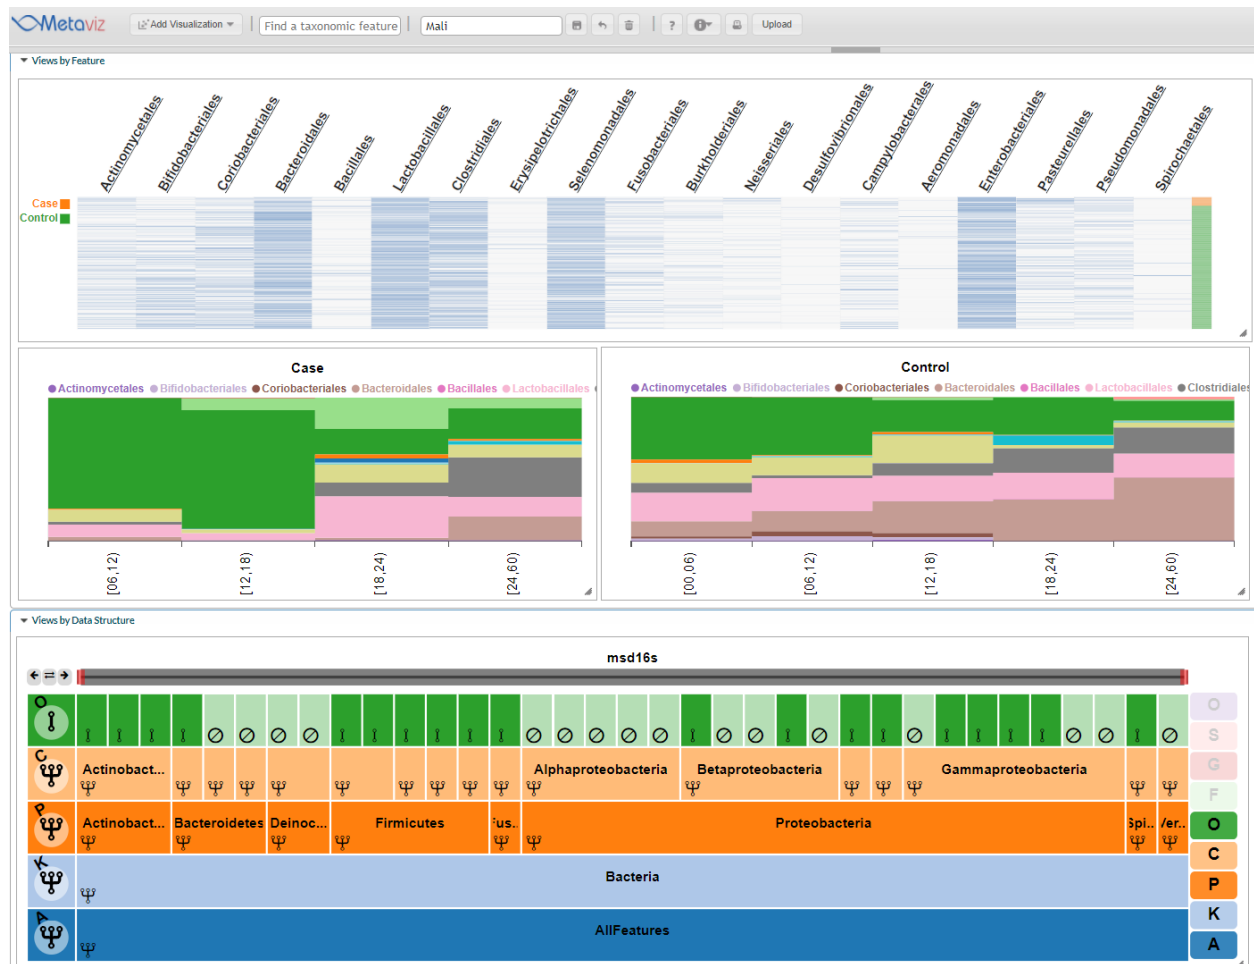 Metaviz Add Visualization Find a taxonomic feature Mali ? i Upload
Views by Feature
Actinomycetales Bifidobacteriales Coriobacteriales Bacteroidales Bacillales Lactobacillales Clostridiales Erysipelotrichales Selenomonadales Fusobacteriales Burkholderiales Neisseriales Desulfovibrionales Campylobacterales Aeromonadales Enterobacteriales Pasteurellales Pseudomonadales Spirochaetales
Case
Control
Case
Actinomycetales Bifidobacteriales Coriobacteriales Bacteroidales Bacillales Lactobacillales
[06,12) [12,18) [18,24) [24,60)
Control
Actinomycetales Bifidobacteriales Coriobacteriales Bacteroidales Bacillales Lactobacillales Clostridiales
[00,06) [06,12) [12,18) [18,24) [24,60)
Views by Data Structure
msd16s
O O
S
C Actinobact... Alphaproteobacteria Betaproteobacteria Gammaproteobacteria G
F
P Actinobact... Bacteroidetes Deinoc... Firmicutes Fus.. Proteobacteria Spi.. Ver.. O
C
K Bacteria P
K
A AllFeatures A